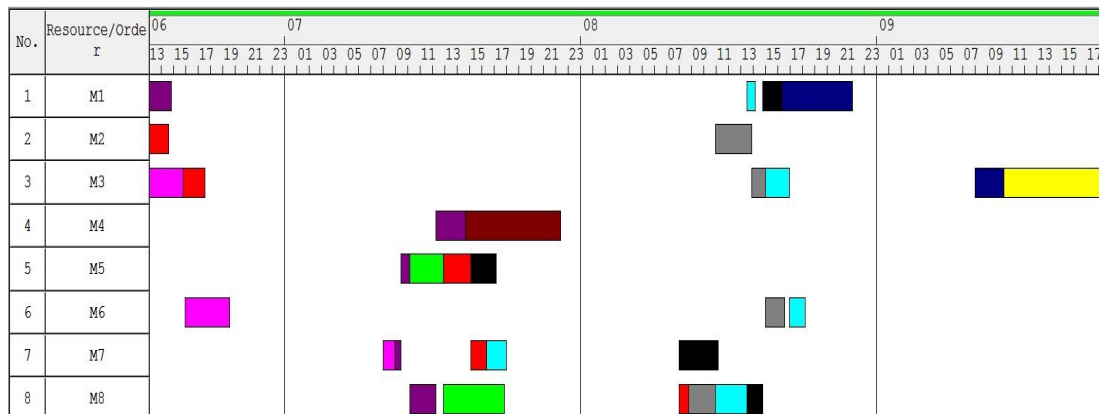 No. Resource/Orde
r 06 07 08 09
13 15 17 19 21 23 01 03 05 07 09 11 13 15 17 19 21 23 01 03 05 07 09 11 13 15 17 19 21 23 01 03 05 07 09 11 13 15 17
1 M1
2 M2
3 M3
4 M4
5 M5
6 M6
7 M7
8 M8